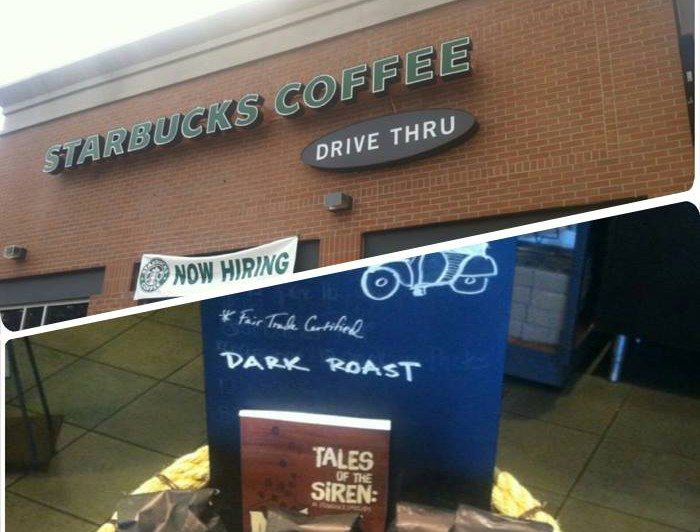 STARBUCKS COFFEE
DRIVE THRU
NOW HIRING
* Fair Trade Certified
DARK ROAST
TALES
OF THE
SiREN: